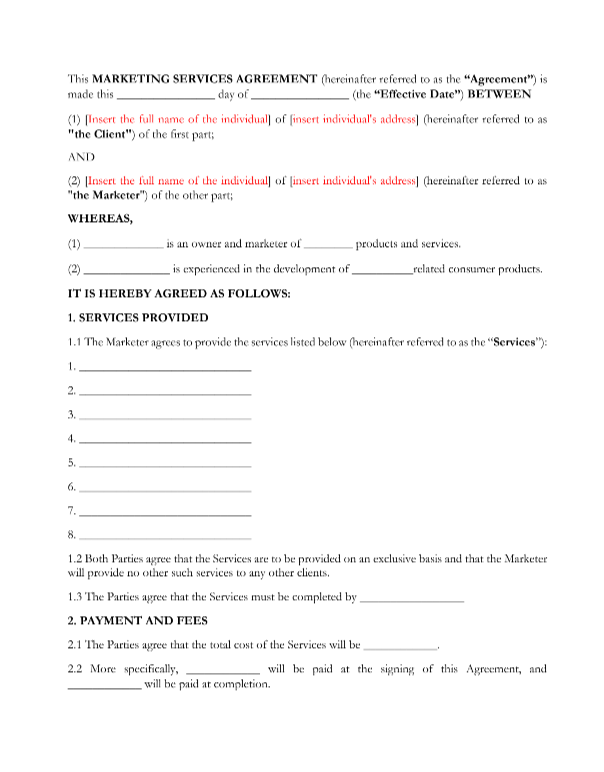 This MARKETING SERVICES AGREEMENT (hereinafter referred to as the “Agreement”) is
made this ________________ day of ________________ (the “Effective Date”) BETWEEN
(1) [Insert the full name of the individual] of [insert individual's address] (hereinafter referred to as
"the Client") of the first part;
AND
(2) [Insert the full name of the individual] of [insert individual's address] (hereinafter referred to as
"the Marketer") of the other part;
WHEREAS,
(1) _____________ is an owner and marketer of ________ products and services.
(2) ______________ is experienced in the development of __________related consumer products.
IT IS HEREBY AGREED AS FOLLOWS:
1. SERVICES PROVIDED
1.1 The Marketer agrees to provide the services listed below (hereinafter referred to as the “Services”):
1. ____________________________
2. ____________________________
3. ____________________________
4. ____________________________
5. ____________________________
6. ____________________________
7. ____________________________
8. ____________________________
1.2 Both Parties agree that the Services are to be provided on an exclusive basis and that the Marketer
will provide no other such services to any other clients.
1.3 The Parties agree that the Services must be completed by _________________
2. PAYMENT AND FEES
2.1 The Parties agree that the total cost of the Services will be ____________.
2.2 More specifically, ____________ will be paid at the signing of this Agreement, and
____________ will be paid at completion.